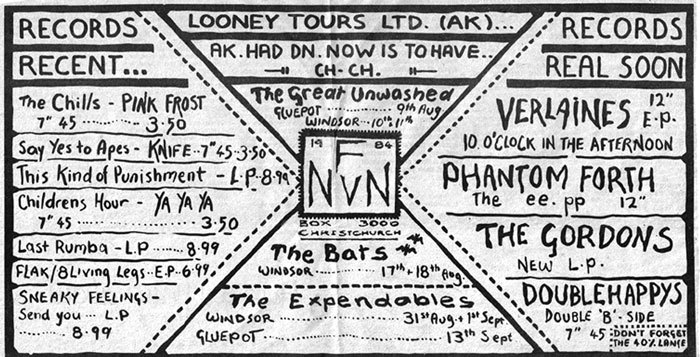 RECORDS
RECENT...
The Chills - PINK FROST
7" 45 .......... 3.50
Say Yes to Apes - KNIFE..7"45.3.50
This Kind of Punishment - L.P. 8.99
Childrens Hour - YA YA YA
7" 45 .................. 3.50
Last Rumba - L.P ...... 8.99
FLAK/8 Living Legs..E.P. 6.99
SNEAKY FEELINGS -
Send you ... L.P
........ 8.99
LOONEY TOURS LTD. (AK)...
AK. HAD DN. NOW IS TO HAVE..
CH-CH.
The Great Unwashed
GLUEPOT .............. 9th Aug
WINDSOR.. 10th 11th
19 84
F
NVN
BOX 3000
CHRISTCHURCH
The Bats
WINDSOR .............. 17th + 18th Aug.
The Expendables
WINDSOR ............ 31st Aug. + 1st Sept.
GLUEPOT .................. 13th Sept
RECORDS
REAL SOON
VERLAINES 12" E.p.
10 O'CLOCK IN THE AFTERNOON
PHANTOM FORTH
The ee. pp 12"
THE GORDONS
NEW L.P.
DOUBLEHAPPYS
DOUBLE 'B'- SIDE
7" 45
DON'T FORGET
THE 40%